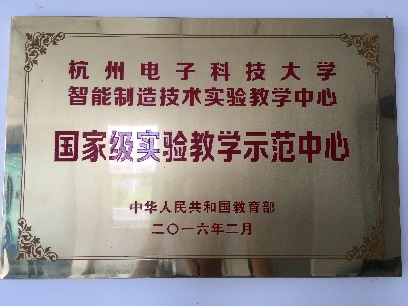 杭州电子科技大学
智能制造技术实验教学中心
国家级实验教学示范中心
中华人民共和国教育部
二〇一六年二月